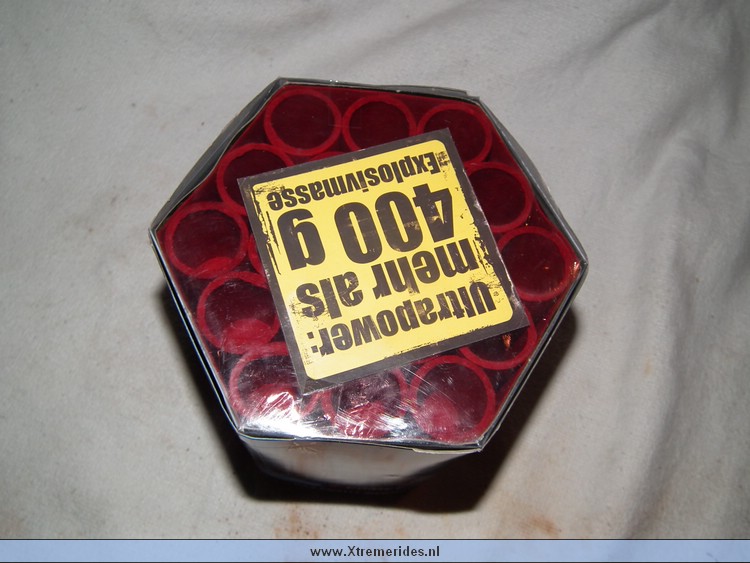 Ultrapower:
mehr als
400 g
Explosivmasse
www.Xtremerides.nl